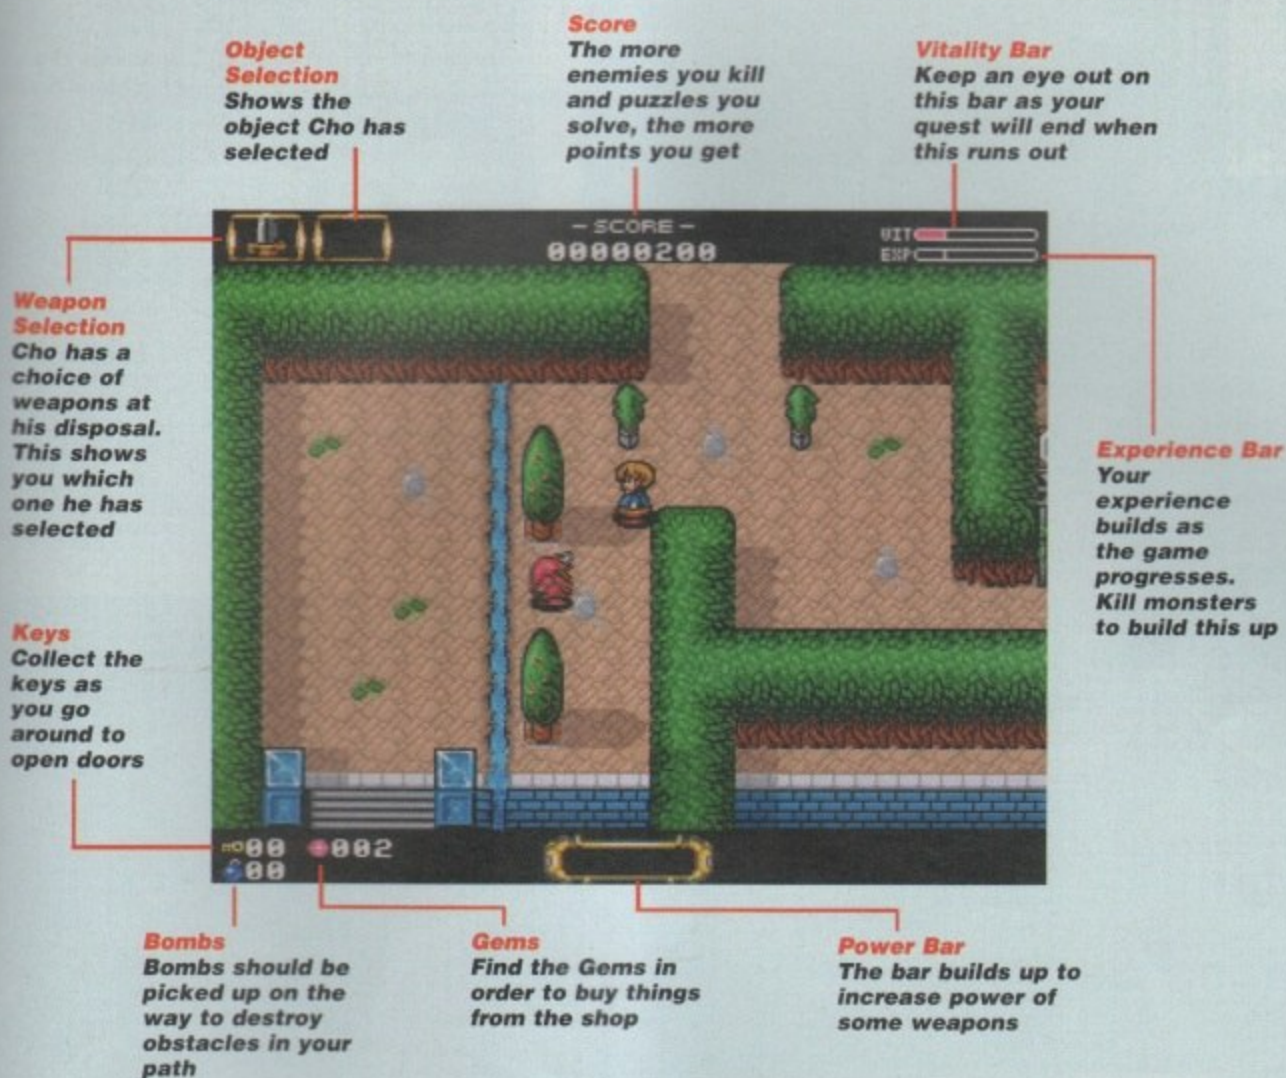 Object
Selection
Shows the
object Cho has
selected
Score
The more
enemies you kill
and puzzles you
solve, the more
points you get
Vitality Bar
Keep an eye out on
this bar as your
quest will end when
this runs out
- SCORE -
00000200
VIT
EXP
Weapon
Selection
Cho has a
choice of
weapons at
his disposal.
This shows
you which
one he has
selected
Experience Bar
Your
experience
builds as
the game
progresses.
Kill monsters
to build this up
Keys
Collect the
keys as
you go
around to
open doors
00 002
00
Bombs
Bombs should be
picked up on the
way to destroy
obstacles in your
path
Gems
Find the Gems in
order to buy things
from the shop
Power Bar
The bar builds up to
increase power of
some weapons